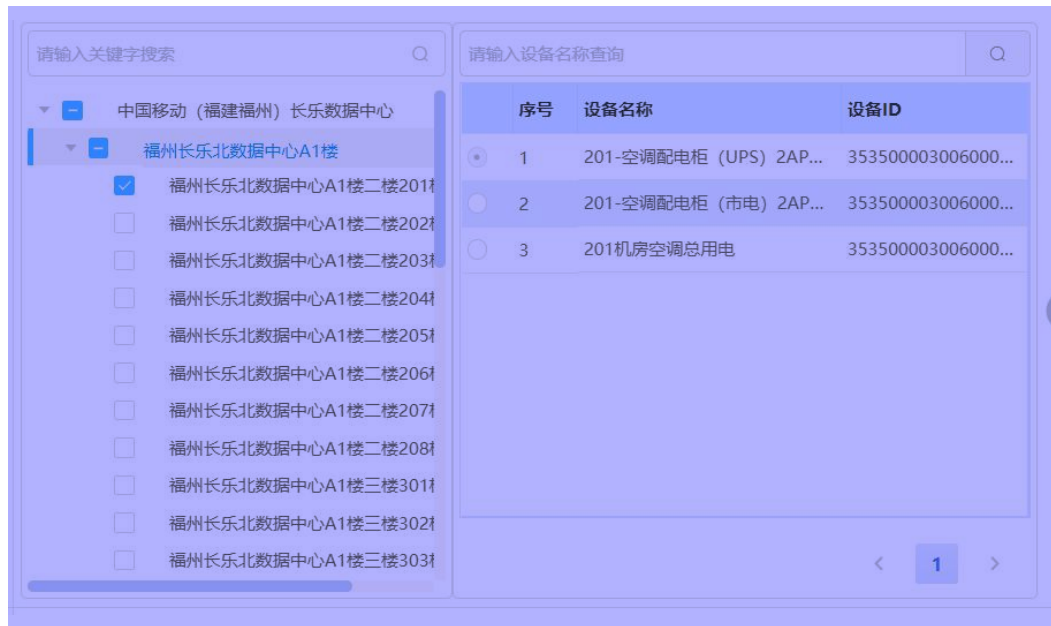 请输入关键字搜索
中国移动（福建福州）长乐数据中心
福州长乐北数据中心A1楼
福州长乐北数据中心A1楼二楼201
福州长乐北数据中心A1楼二楼202
福州长乐北数据中心A1楼二楼203
福州长乐北数据中心A1楼二楼204
福州长乐北数据中心A1楼二楼205
福州长乐北数据中心A1楼二楼206
福州长乐北数据中心A1楼二楼207
福州长乐北数据中心A1楼二楼208
福州长乐北数据中心A1楼三楼301
福州长乐北数据中心A1楼三楼302
福州长乐北数据中心A1楼三楼303
请输入设备名称查询
序号 设备名称 设备ID
1 201-空调配电柜（UPS）2AP... 353500003006000...
2 201-空调配电柜（市电）2AP... 353500003006000...
3 201机房空调总用电 353500003006000...
< 1 >